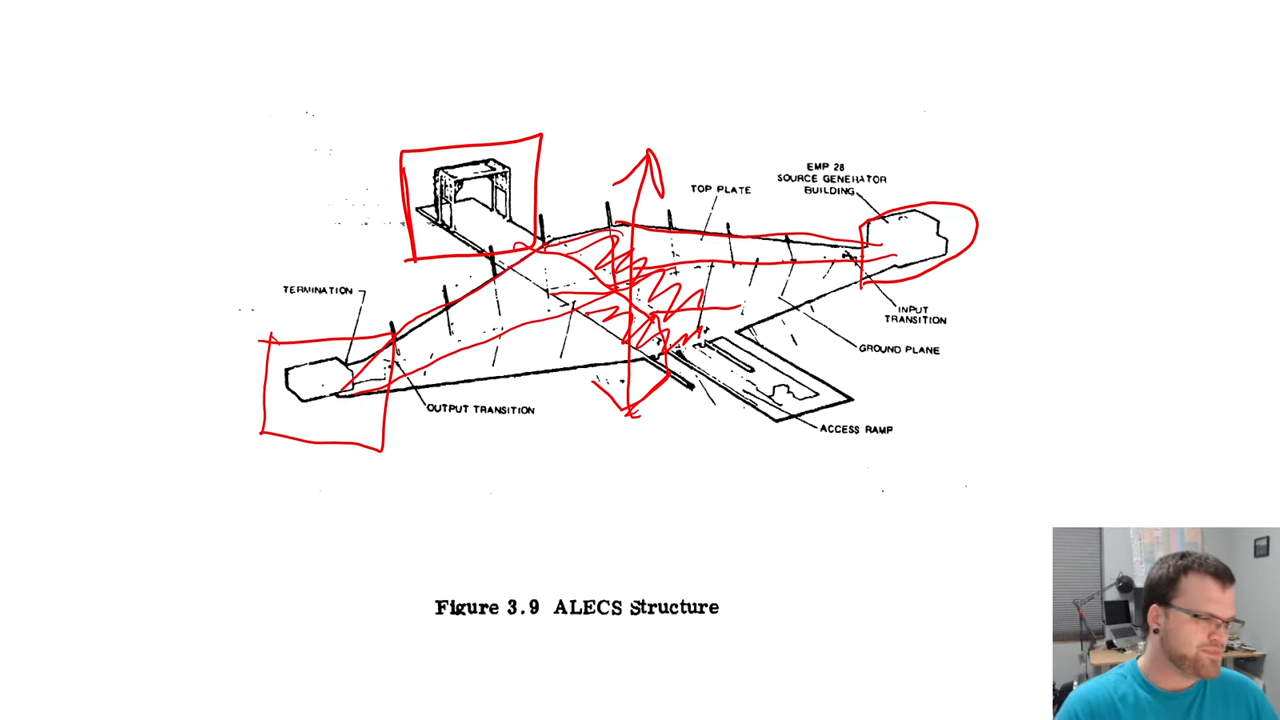 EMP 28
SOURCE GENERATOR
BUILDING
TOP PLATE
TERMINATION
INPUT
TRANSITION
GROUND PLANE
OUTPUT TRANSITION
ACCESS RAMP
Figure 3.9 ALECS Structure